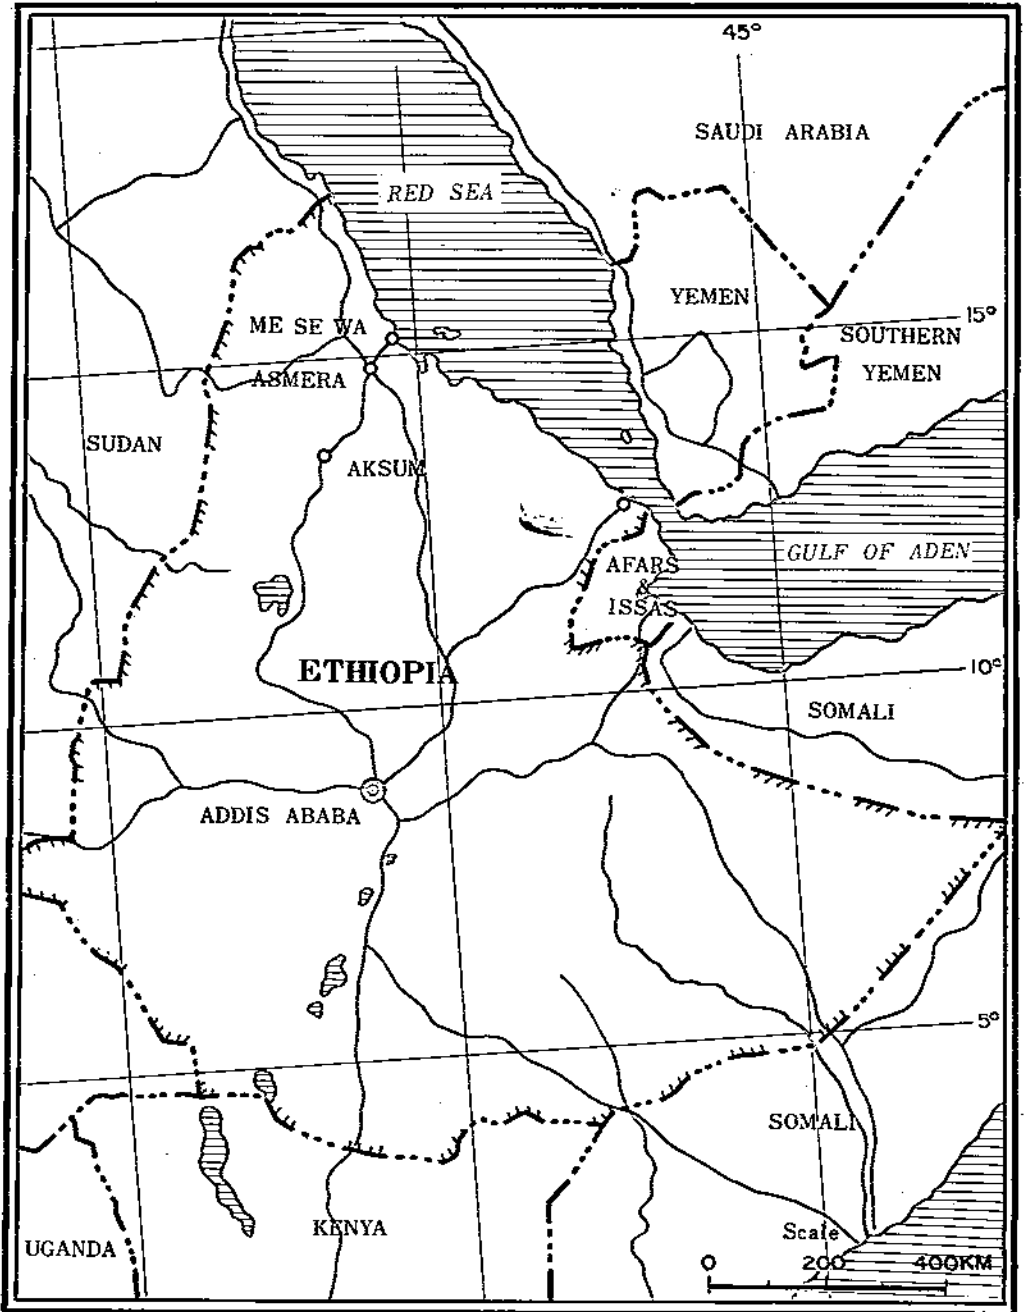 45°
SAUDI ARABIA
RED SEA
YEMEN
15°
ME SE WA
SOUTHERN
YEMEN
ASMERA
SUDAN
AKSUM
GULF OF ADEN
AFARS
&
ISSAS
ETHIOPIA
10°
SOMALI
ADDIS ABABA
5°
SOMALI
KENYA
Scale
UGANDA
0 200 400KM